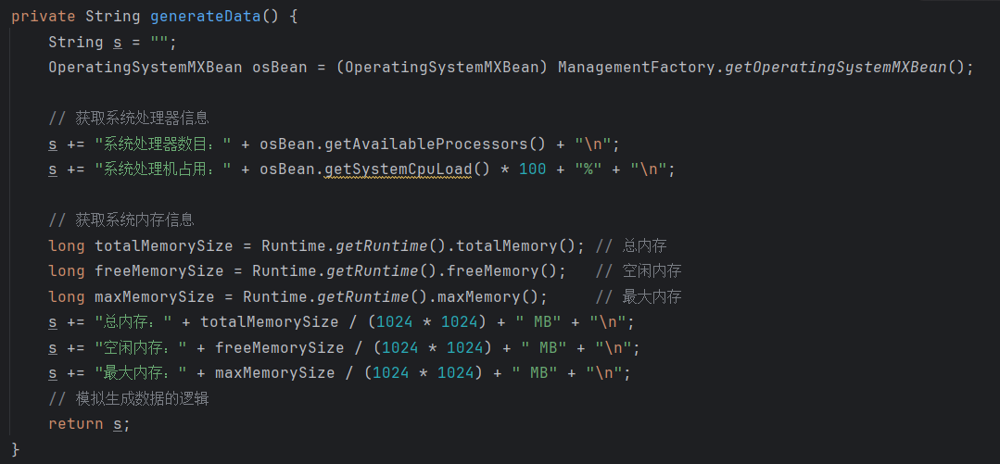 private String generateData() {
    String s = "";
    OperatingSystemMXBean osBean = (OperatingSystemMXBean) ManagementFactory.getOperatingSystemMXBean();

    // 获取系统处理器信息
    s += "系统处理器数目：" + osBean.getAvailableProcessors() + "\n";
    s += "系统处理机占用：" + osBean.getSystemCpuLoad() * 100 + "%" + "\n";

    // 获取系统内存信息
    long totalMemorySize = Runtime.getRuntime().totalMemory(); // 总内存
    long freeMemorySize = Runtime.getRuntime().freeMemory();   // 空闲内存
    long maxMemorySize = Runtime.getRuntime().maxMemory();     // 最大内存
    s += "总内存：" + totalMemorySize / (1024 * 1024) + " MB" + "\n";
    s += "空闲内存：" + freeMemorySize / (1024 * 1024) + " MB" + "\n";
    s += "最大内存：" + maxMemorySize / (1024 * 1024) + " MB" + "\n";
    // 模拟生成数据的逻辑
    return s;
}